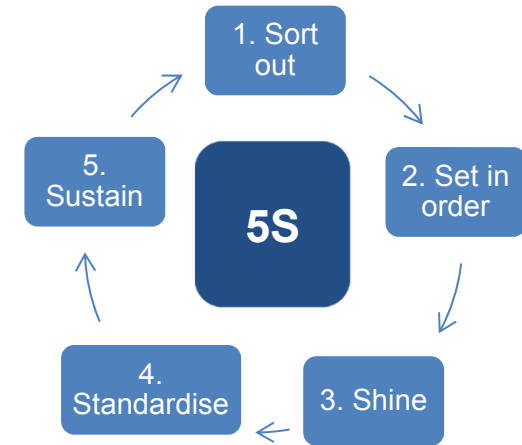 1. Sort
out
2. Set in
order
3. Shine
4.
Standardise
5.
Sustain
5S